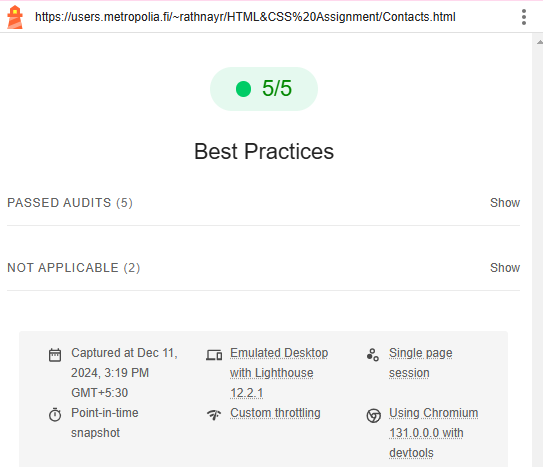 https://users.metropolia.fi/~rathnayr/HTML&CSS%20Assignment/Contacts.html
5/5
Best Practices
PASSED AUDITS (5) Show
NOT APPLICABLE (2) Show
Captured at Dec 11,
2024, 3:19 PM
GMT+5:30
Emulated Desktop
with Lighthouse
12.2.1
Single page
session
Point-in-time
snapshot
Custom throttling
Using Chromium
131.0.0.0 with
devtools